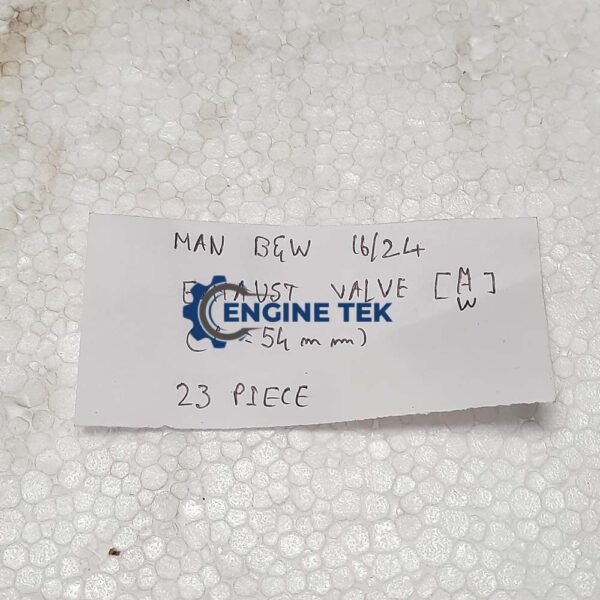 MAN B&W 16/24
EXHAUST VALVE [M/W]
ENGINE TEK
= 54 mm)
23 PIECE